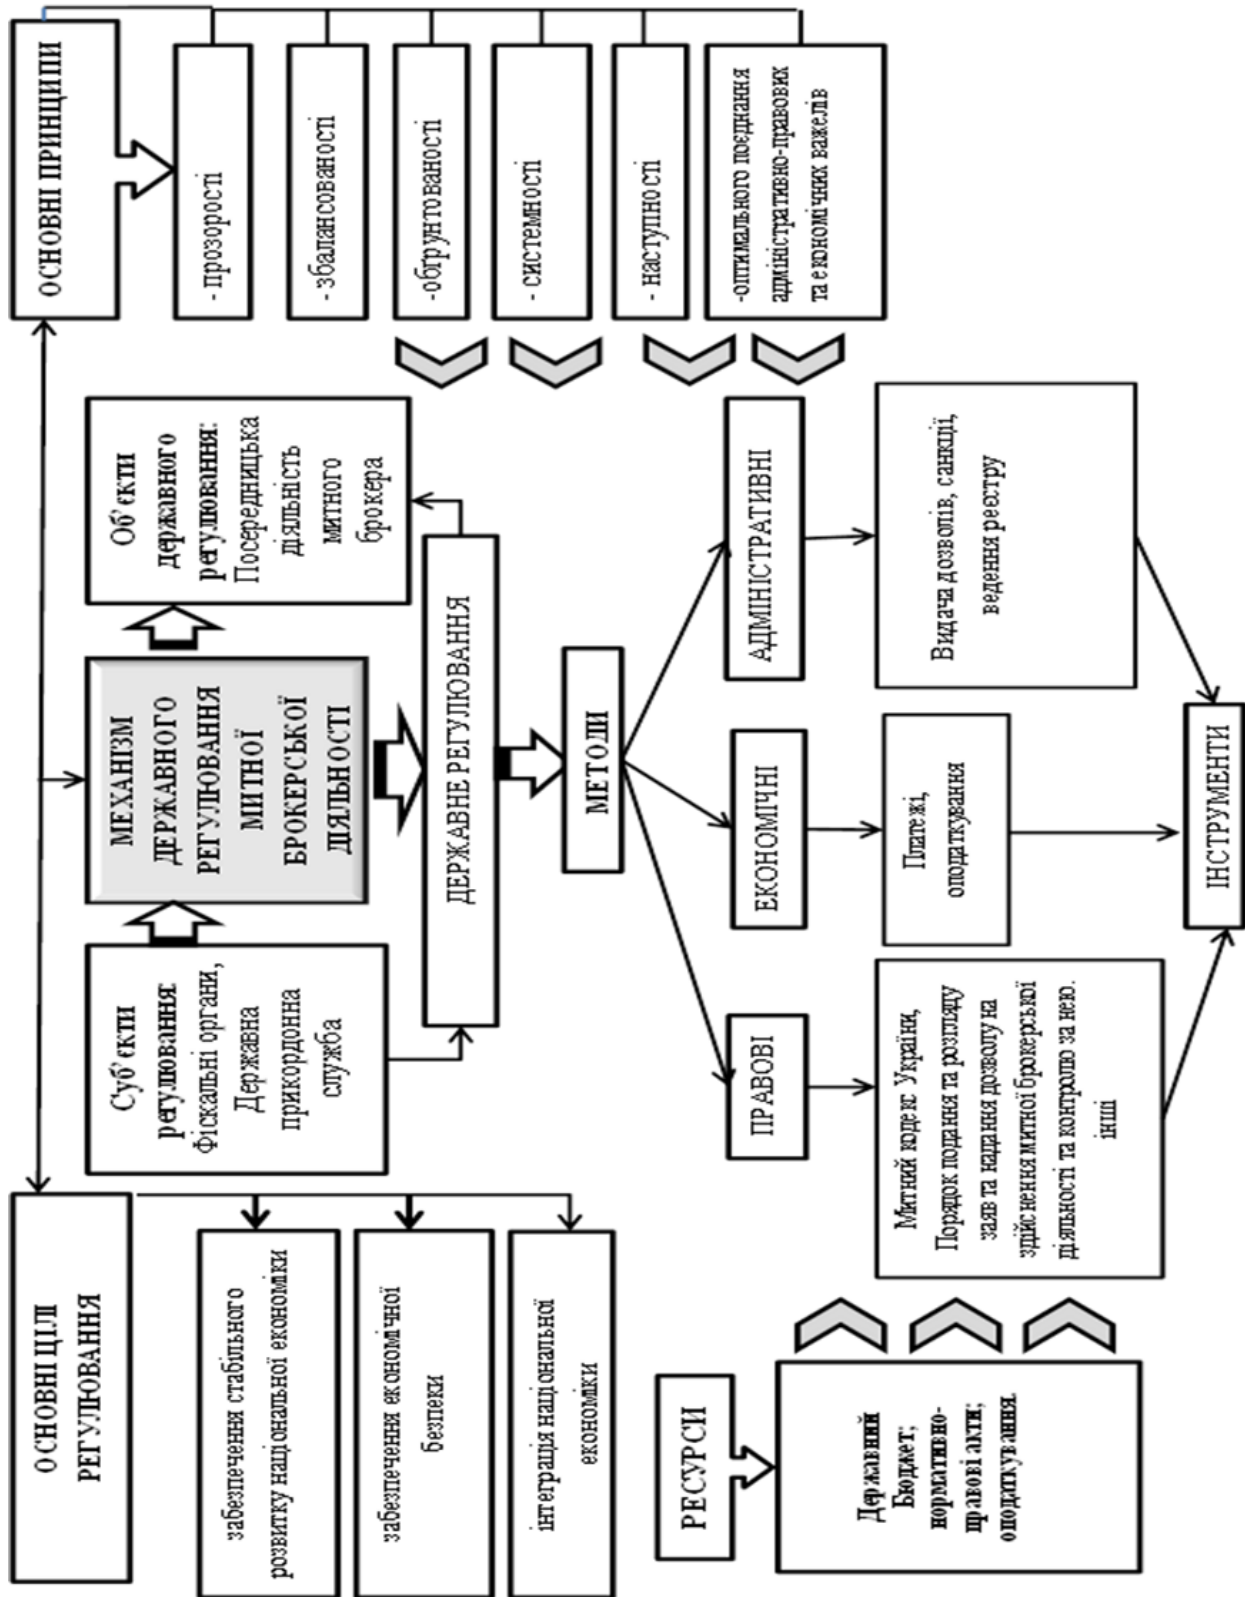 ОСНОВНІ ЦІЛІ
РЕГУЛЮВАННЯ
забезпечення стабільного
розвитку національної економіки
забезпечення економічної
безпеки
інтеграція національної
економіки
Суб'єкти
регулювання:
Фіскальні органи,
Державна
прикордонна
служба
МЕХАНІЗМ
ДЕРЖАВНОГО
РЕГУЛЮВАННЯ
МИТНОЇ
БРОКЕРСЬКОЇ
ДІЯЛЬНОСТІ
Об'єкти
державного
регулювання:
Посередницька
діяльність
митного
брокера
ОСНОВНІ ПРИНЦИПИ
- прозорості
- збалансованості
-обґрунтованості
- системності
- наступності
-оптимального поєднання
адміністративно-правових
та економічних важелів
ДЕРЖАВНЕ РЕГУЛЮВАННЯ
МЕТОДИ
ПРАВОВІ
ЕКОНОМІЧНІ
АДМІНІСТРАТИВНІ
РЕСУРСИ
Державний
Бюджет;
нормативно-
правові акти;
оподаткування.
Митний кодекс України,
Порядок подання та розгляду
заяв та надання дозволу на
здійснення митної брокерської
діяльності та контролю за нею.
інші
Платежі,
оподаткування
Видача дозволів, санкції,
ведення реєстру
ІНСТРУМЕНТИ